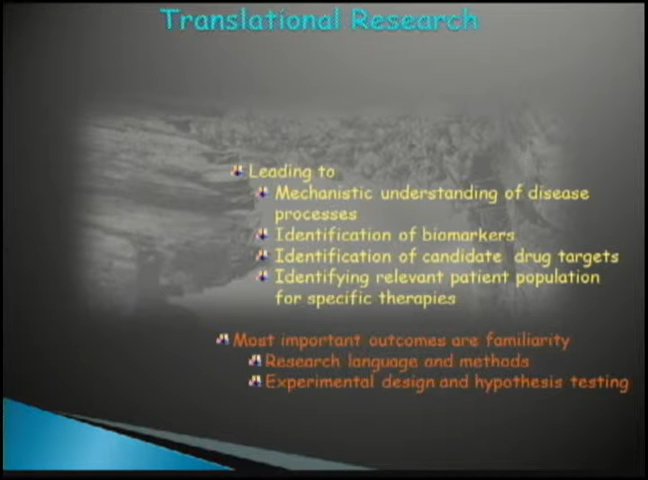 Translational Research
Leading to
Mechanistic understanding of disease
processes
Identification of biomarkers
Identification of candidate drug targets
Identifying relevant patient population
for specific therapies
Most important outcomes are familiarity
Research language and methods
Experimental design and hypothesis testing